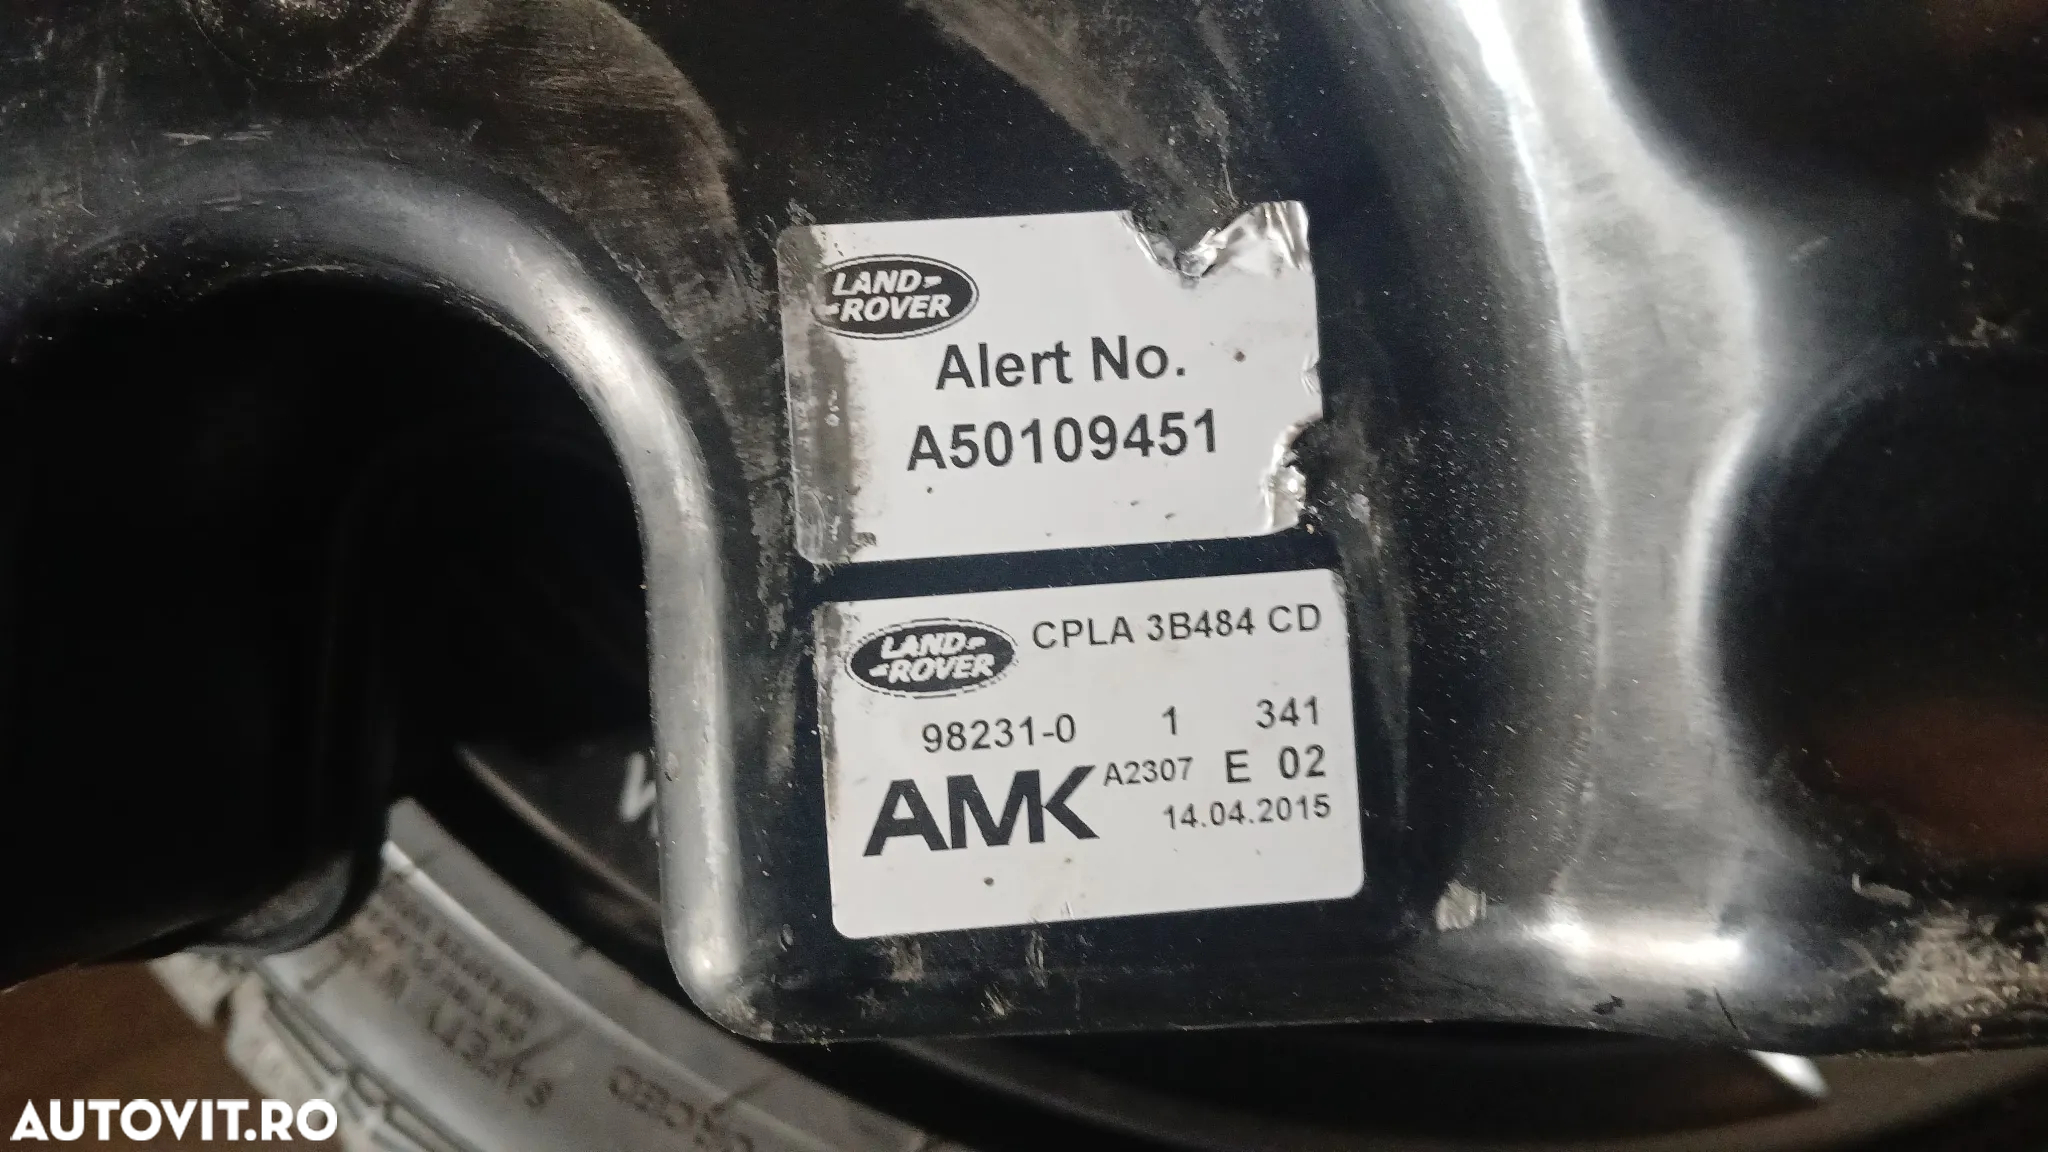 LAND-
-ROVER
Alert No.
A50109451
LAND-
-ROVER
CPLA 3B484 CD
98231-0 1 341
AMK A2307 E 02
14.04.2015
AUTOVIT.RO